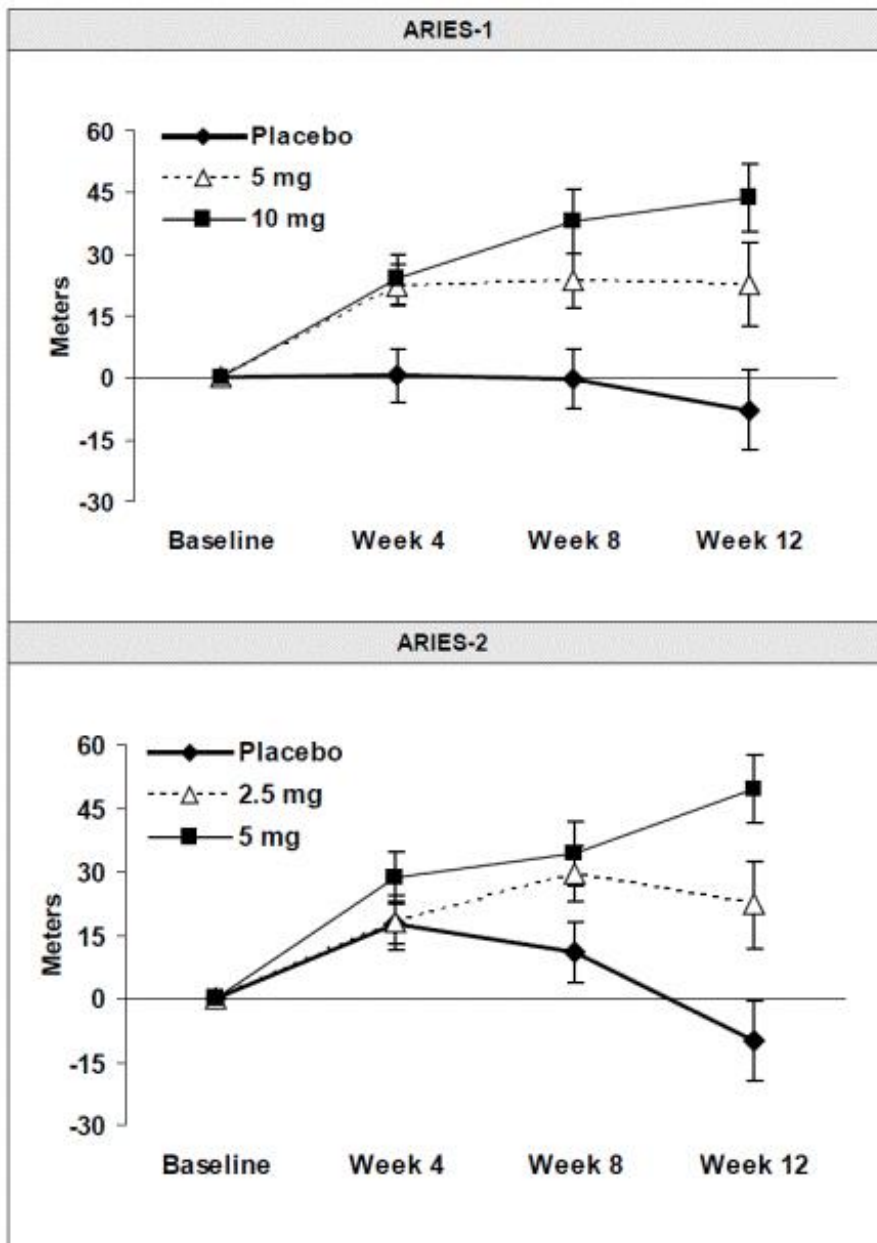 ARIES-1
Placebo
5 mg
10 mg
60
45
30
15
0
-15
-30
Meters
Baseline Week 4 Week 8 Week 12
ARIES-2
Placebo
2.5 mg
5 mg
60
45
30
15
0
-15
-30
Meters
Baseline Week 4 Week 8 Week 12